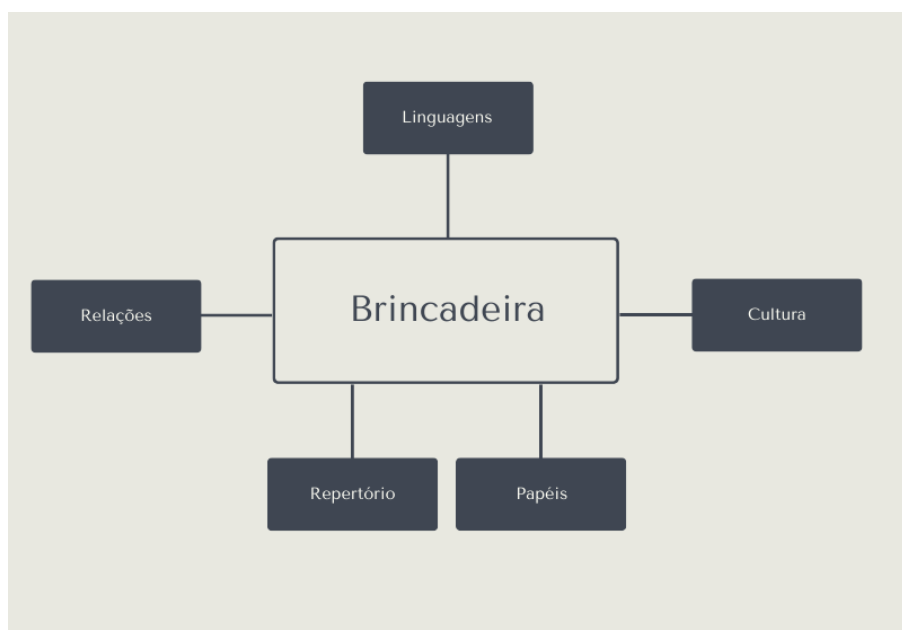 Linguagens
Relações
Brincadeira
Cultura
Repertório
Papéis